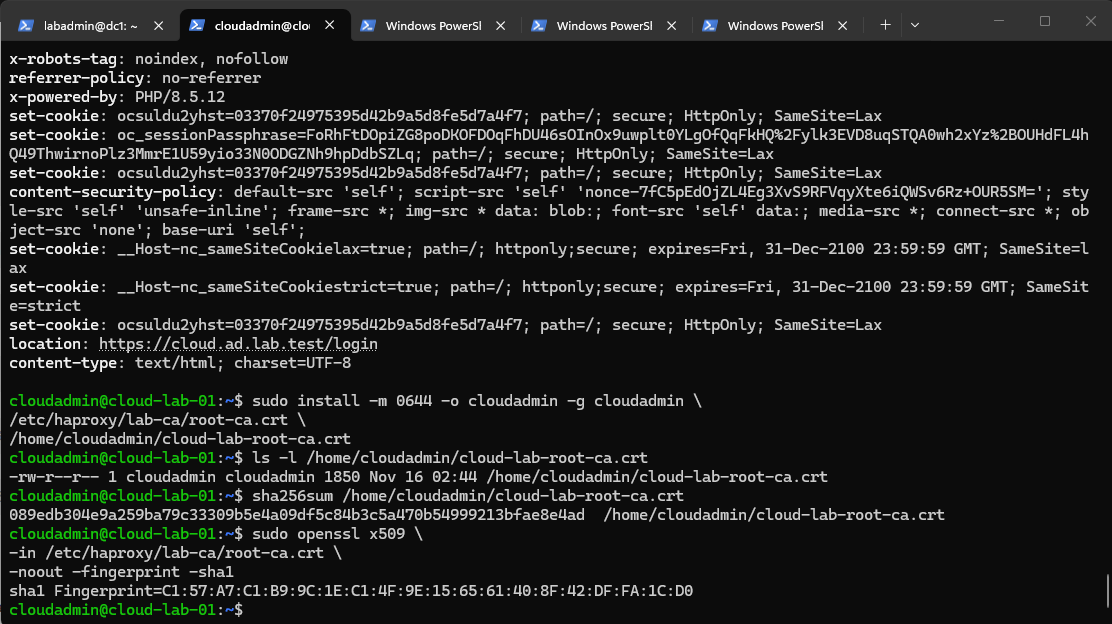 labadmin@dc1: ~
cloudadmin@clo
Windows PowerSl
Windows PowerSl
Windows PowerSl
x-robots-tag: noindex, nofollow
referrer-policy: no-referrer
x-powered-by: PHP/8.5.12
set-cookie: ocsuldu2yhst=03370f24975395d42b9a5d8fe5d7a4f7; path=/; secure; HttpOnly; SameSite=Lax
set-cookie: oc_sessionPassphrase=FoRhFtDOpiZG8poDKOFDOqFhDU46sOInOx9uwplt0YLgOfQqFkHQ%2Fylk3EVD8uqSTQA0wh2xYz%2BOUHdFL4h
Q49ThwirnoPlz3MmrE1U59yio33N0ODGZNh9hpDdbSZLq; path=/; secure; HttpOnly; SameSite=Lax
set-cookie: ocsuldu2yhst=03370f24975395d42b9a5d8fe5d7a4f7; path=/; secure; HttpOnly; SameSite=Lax
content-security-policy: default-src 'self'; script-src 'self' 'nonce-7fC5pEdOjZL4Eg3XvS9RFVqyXte6iQWSv6Rz+OUR5SM='; sty
le-src 'self' 'unsafe-inline'; frame-src *; img-src * data: blob:; font-src 'self' data:; media-src *; connect-src *; ob
ject-src 'none'; base-uri 'self';
set-cookie: __Host-nc_sameSiteCookielax=true; path=/; httponly;secure; expires=Fri, 31-Dec-2100 23:59:59 GMT; SameSite=l
ax
set-cookie: __Host-nc_sameSiteCookiestrict=true; path=/; httponly;secure; expires=Fri, 31-Dec-2100 23:59:59 GMT; SameSit
e=strict
set-cookie: ocsuldu2yhst=03370f24975395d42b9a5d8fe5d7a4f7; path=/; secure; HttpOnly; SameSite=Lax
location: https://cloud.ad.lab.test/login
content-type: text/html; charset=UTF-8
cloudadmin@cloud-lab-01:~$ sudo install -m 0644 -o cloudadmin -g cloudadmin \
/etc/haproxy/lab-ca/root-ca.crt \
/home/cloudadmin/cloud-lab-root-ca.crt
cloudadmin@cloud-lab-01:~$ ls -l /home/cloudadmin/cloud-lab-root-ca.crt
-rw-r--r-- 1 cloudadmin cloudadmin 1850 Nov 16 02:44 /home/cloudadmin/cloud-lab-root-ca.crt
cloudadmin@cloud-lab-01:~$ sha256sum /home/cloudadmin/cloud-lab-root-ca.crt
089edb304e9a259ba79c33309b5e4a09df5c84b3c5a470b54999213bfae8e4ad  /home/cloudadmin/cloud-lab-root-ca.crt
cloudadmin@cloud-lab-01:~$ sudo openssl x509 \
-in /etc/haproxy/lab-ca/root-ca.crt \
-noout -fingerprint -sha1
sha1 Fingerprint=C1:57:A7:C1:B9:9C:1E:C1:4F:9E:15:65:61:40:8F:42:DF:FA:1C:D0
cloudadmin@cloud-lab-01:~$